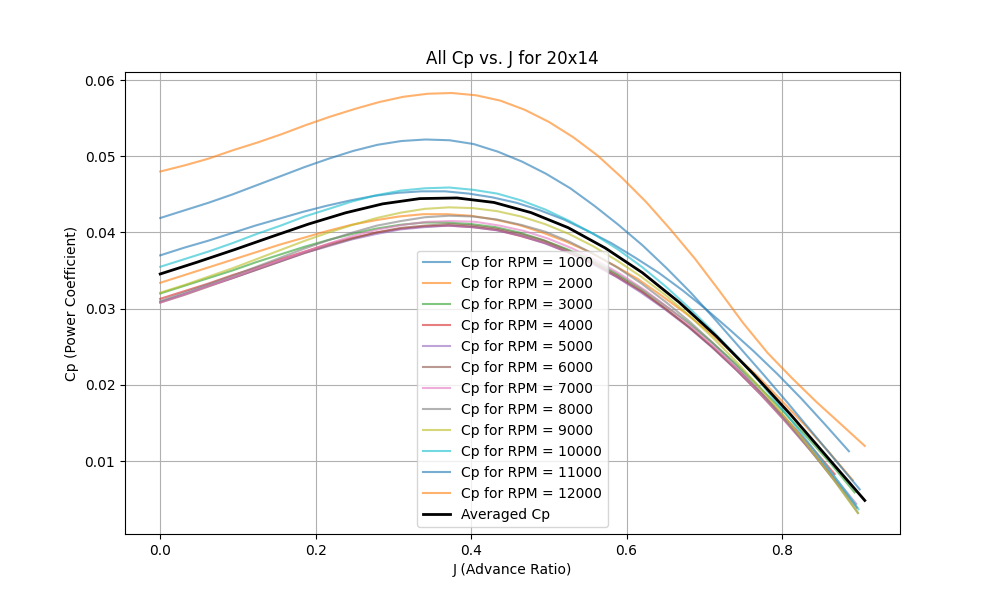 All Cp vs. J for 20x14
Cp (Power Coefficient)
0.06
0.05
0.04
0.03
0.02
0.01
Cp for RPM = 1000
Cp for RPM = 2000
Cp for RPM = 3000
Cp for RPM = 4000
Cp for RPM = 5000
Cp for RPM = 6000
Cp for RPM = 7000
Cp for RPM = 8000
Cp for RPM = 9000
Cp for RPM = 10000
Cp for RPM = 11000
Cp for RPM = 12000
Averaged Cp
0.0 0.2 0.4 0.6 0.8
J (Advance Ratio)